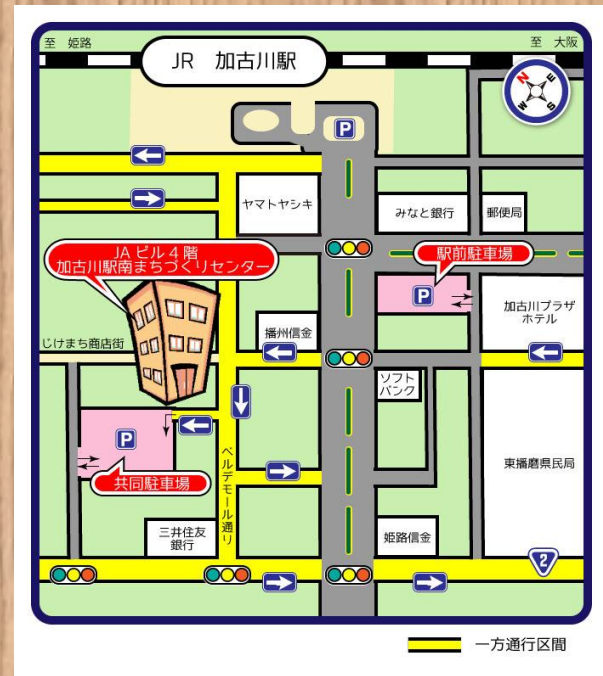 至 姫路
至 大阪
JR 加古川駅
N
E
W
S
P
ヤマトヤシキ
みなと銀行
郵便局
JAビル4階
加古川駅南まちづくりセンター
駅前駐車場
P
加古川プラザ
ホテル
播州信金
じけまち商店街
ソフト
バンク
P
共同駐車場
ベルデモール通り
東播磨県民局
三井住友
銀行
姫路信金
2
一方通行区間